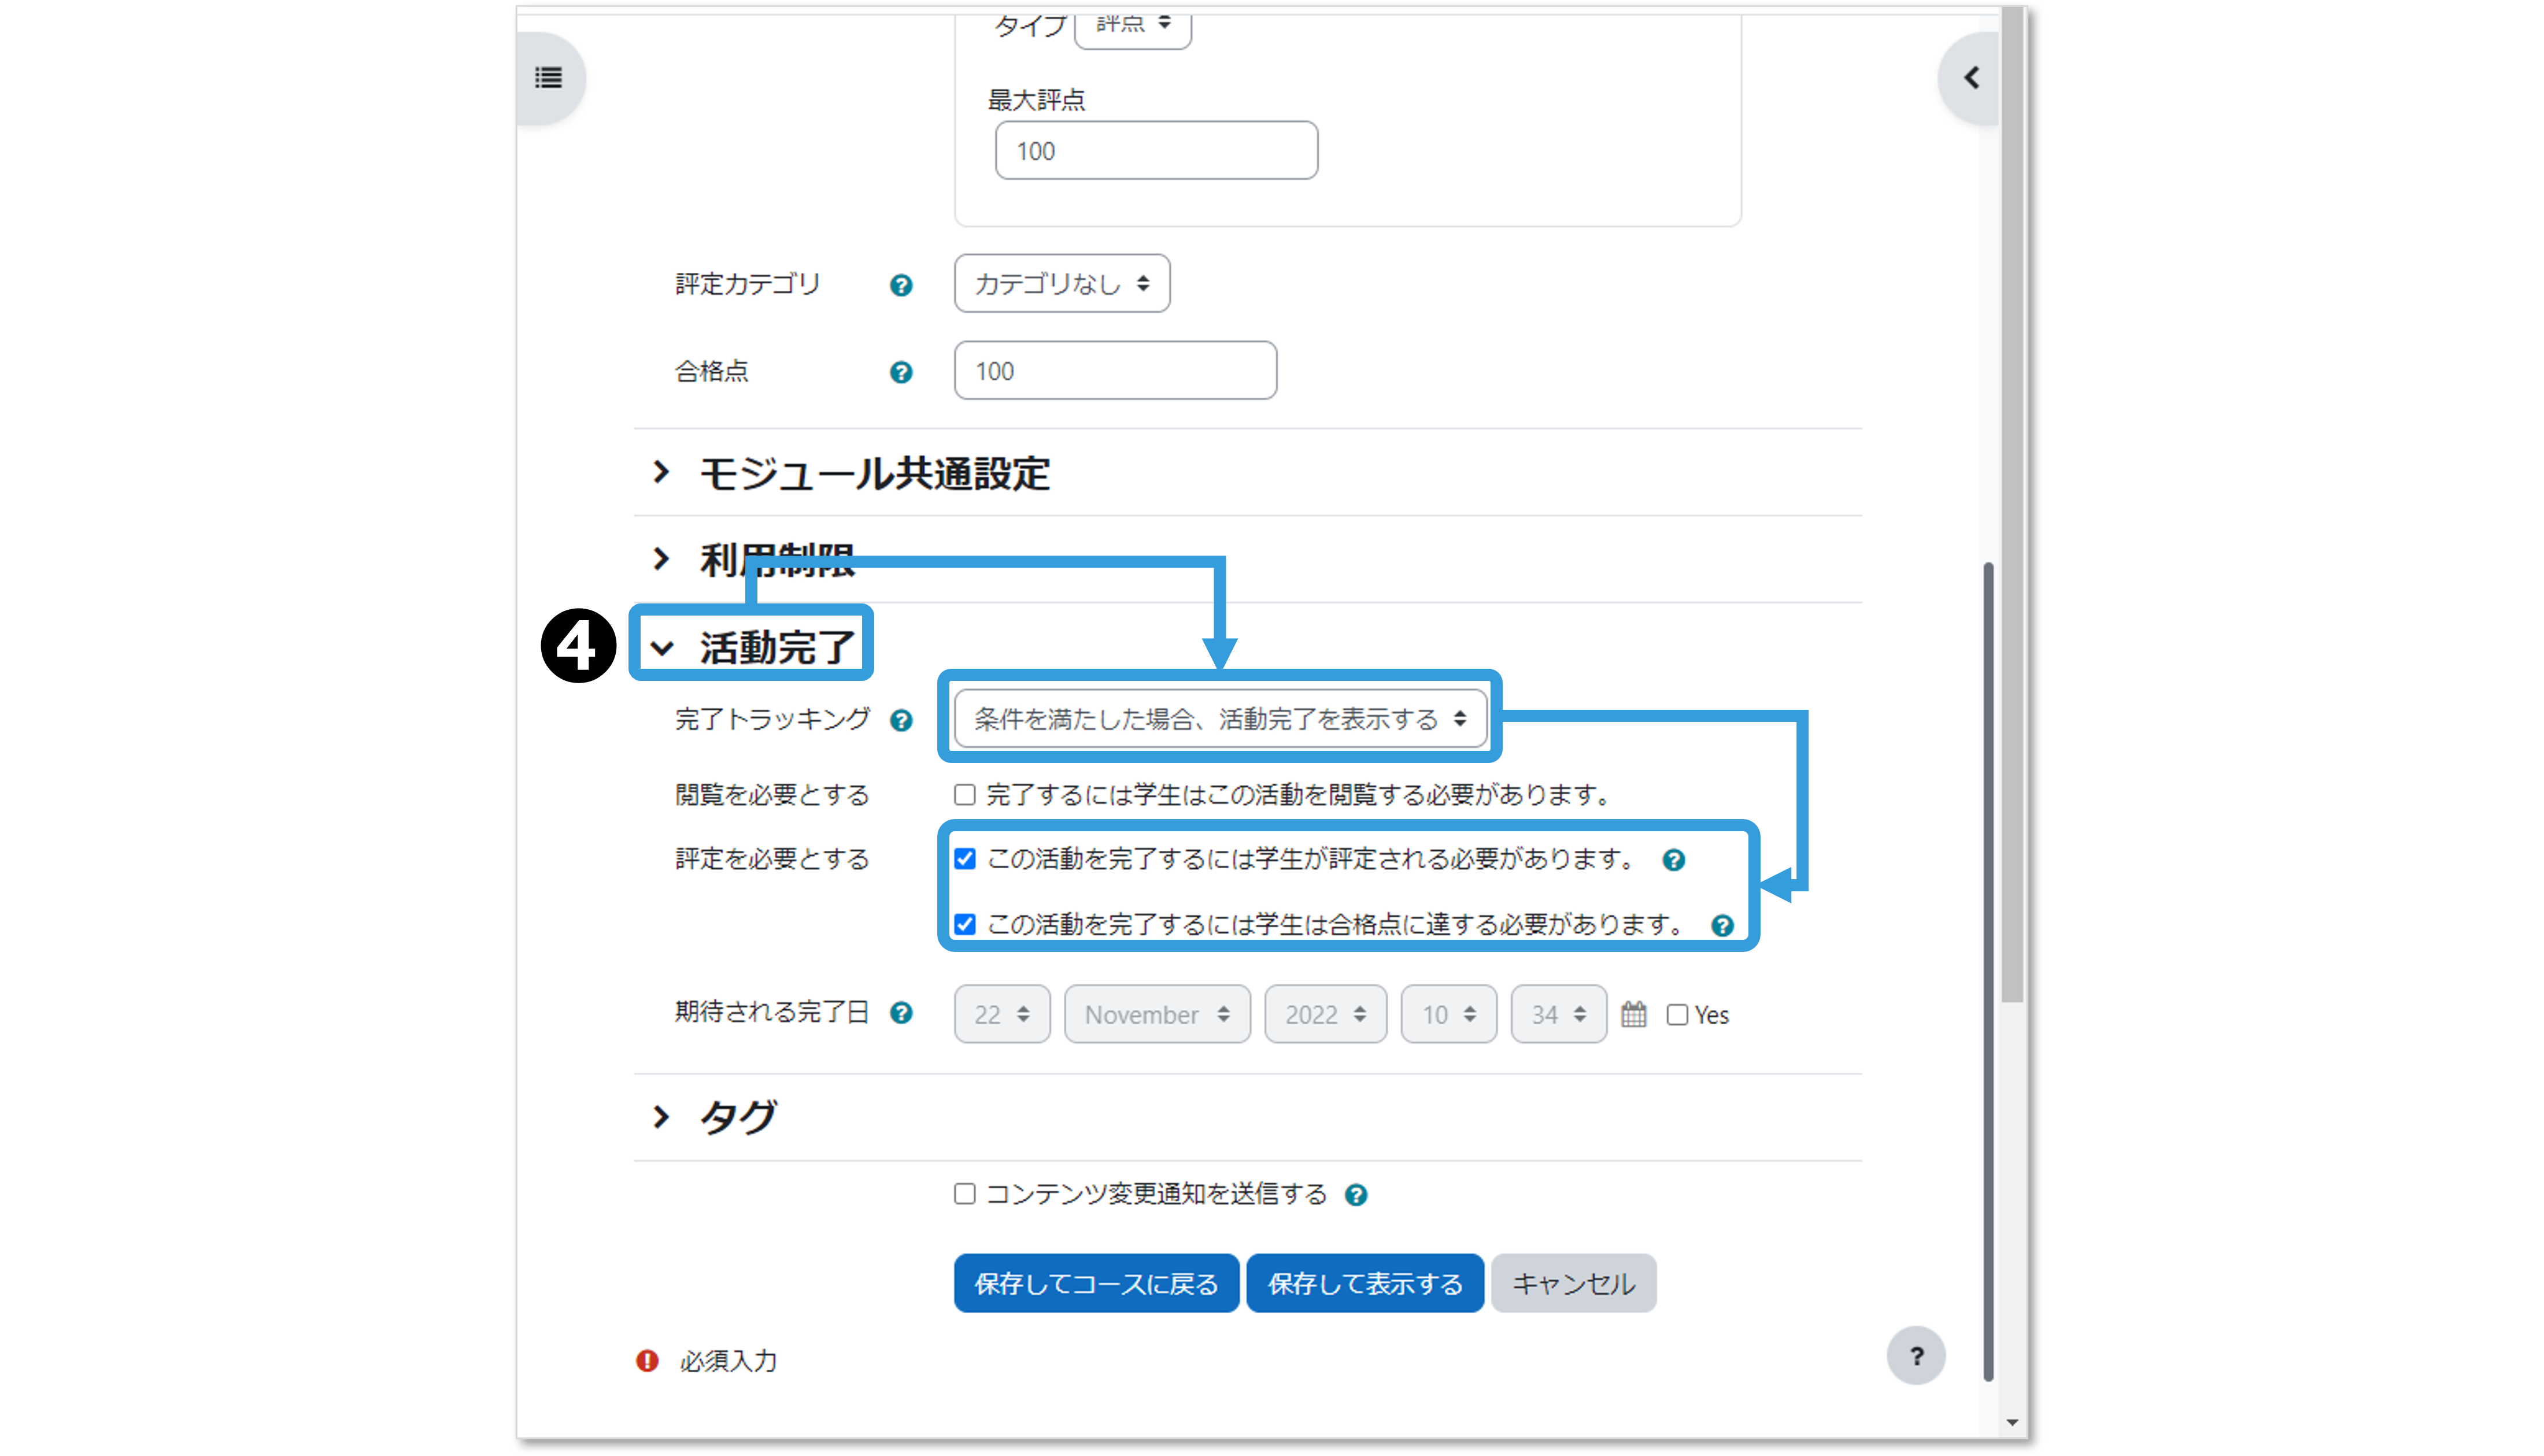 タイプ 評点
最大評点
100
評定カテゴリ ? カテゴリなし
合格点 ? 100
モジュール共通設定
利用制限
4 活動完了
完了トラッキング ? 条件を満たした場合、活動完了を表示する
閲覧を必要とする 完了するには学生はこの活動を閲覧する必要があります。
評定を必要とする この活動を完了するには学生が評定される必要があります。 ?
この活動を完了するには学生は合格点に達する必要があります。 ?
期待される完了日 ? 22 November 2022 10 34 Yes
タグ
コンテンツ変更通知を送信する ?
保存してコースに戻る 保存して表示する キャンセル
! 必須入力
?